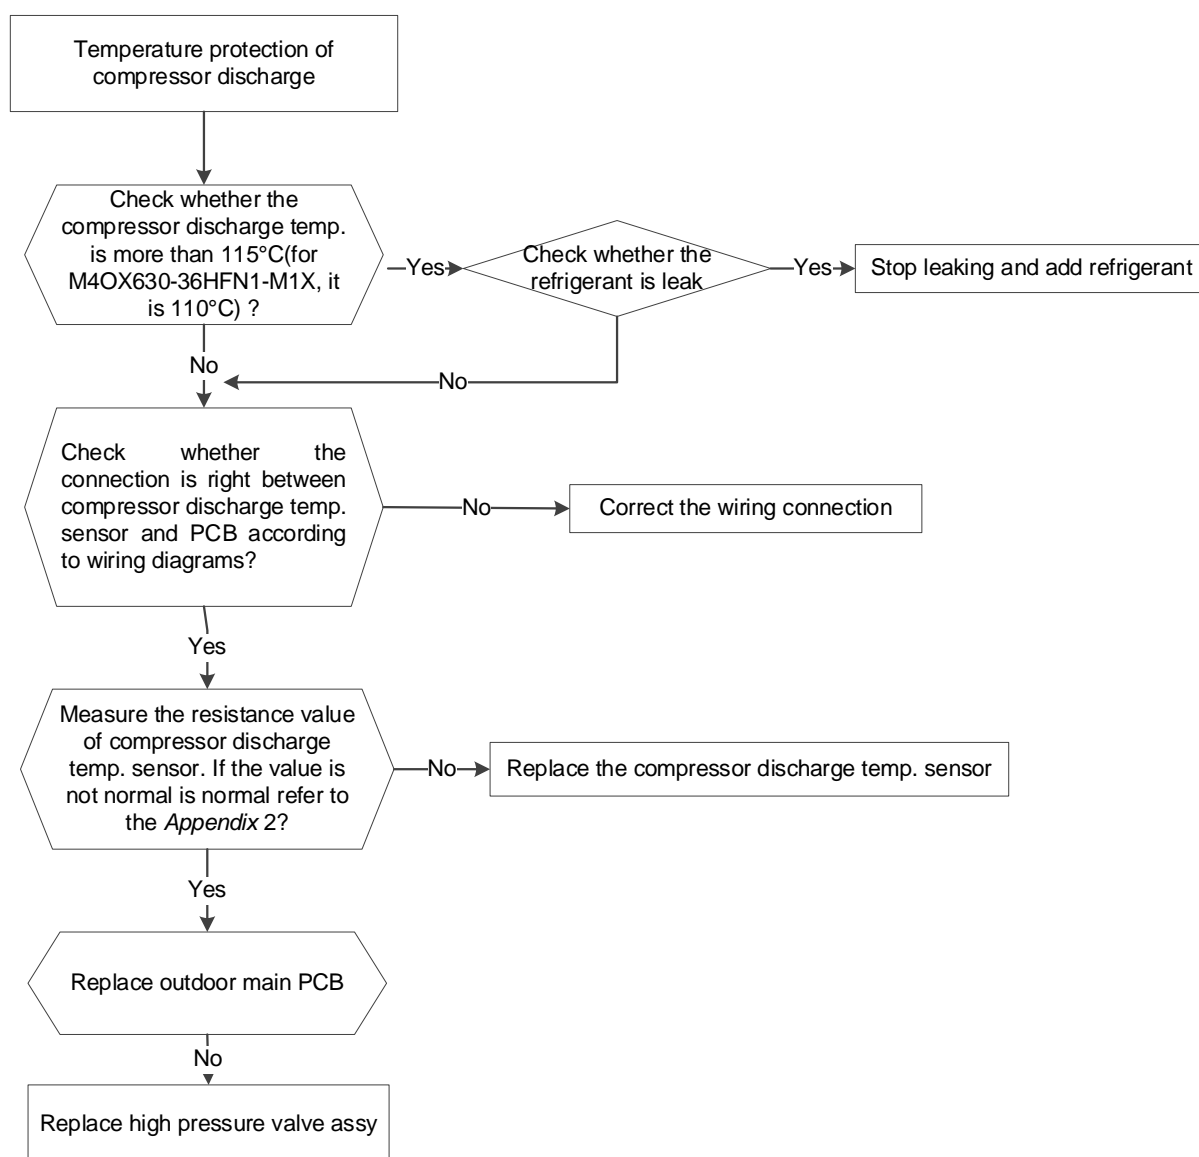 Temperature protection of
compressor discharge
Check whether the
compressor discharge temp.
is more than 115°C(for
M4OX630-36HFN1-M1X, it
is 110°C) ?
Yes
Check whether the
refrigerant is leak
Yes
Stop leaking and add refrigerant
No
No
Check whether the
connection is right between
compressor discharge temp.
sensor and PCB according
to wiring diagrams?
No
Correct the wiring connection
Yes
Measure the resistance value
of compressor discharge
temp. sensor. If the value is
not normal is normal refer to
the Appendix 2?
No
Replace the compressor discharge temp. sensor
Yes
Replace outdoor main PCB
No
Replace high pressure valve assy